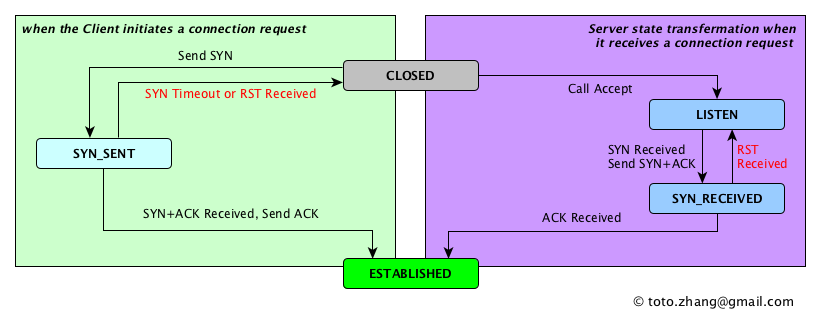 when the Client initiates a connection request
Server state transfermation when
it receives a connection request
Send SYN
CLOSED
SYN Timeout or RST Received
Call Accept
LISTEN
SYN_SENT
SYN Received
Send SYN+ACK
RST
Received
SYN_RECEIVED
SYN+ACK Received, Send ACK
ACK Received
ESTABLISHED
© toto.zhang@gmail.com